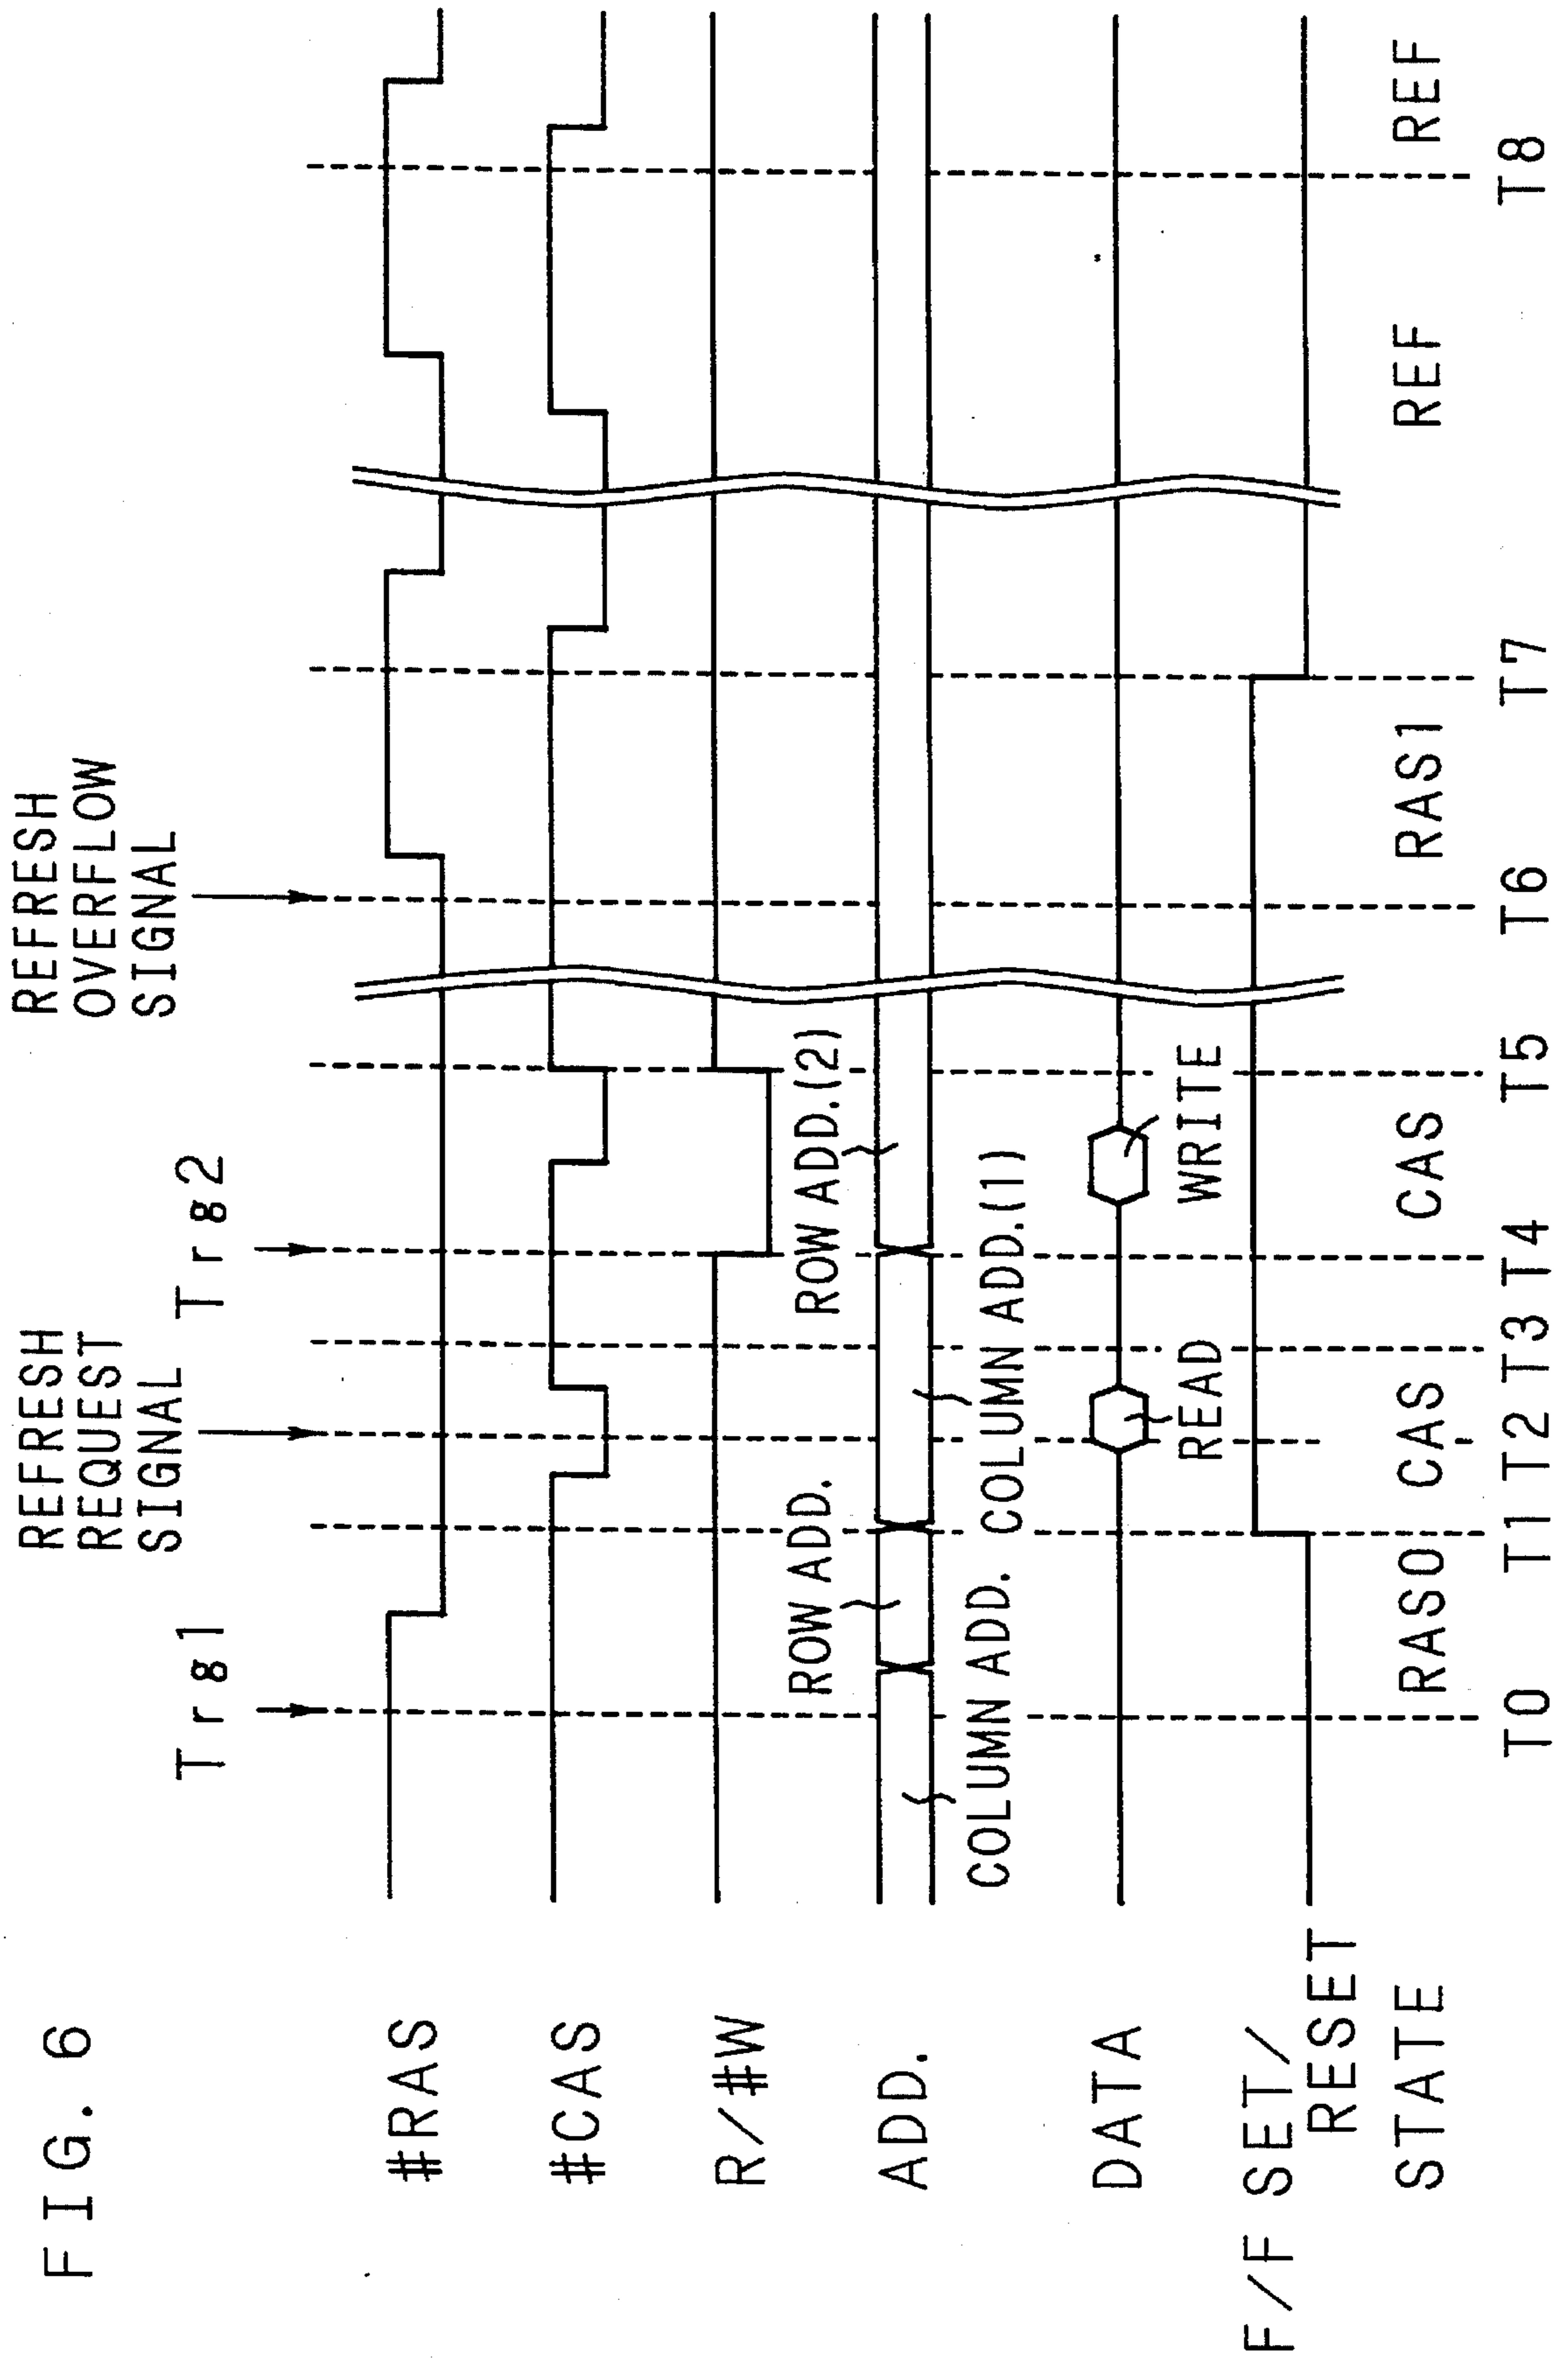 FIG. 6
Trg1
REFRESH
REQUEST
SIGNAL
Trg2
REFRESH
OVERFLOW
SIGNAL
#RAS
#CAS
R/#W
ROW ADD.
ROW ADD.(2)
ADD.
COLUMN ADD.
COLUMN ADD.(1)
DATA
READ
WRITE
F/F SET/
RESET
STATE
RAS0
CAS
CAS
RAS1
REF
REF
T0
T1
T2
T3
T4
T5
T6
T7
T8